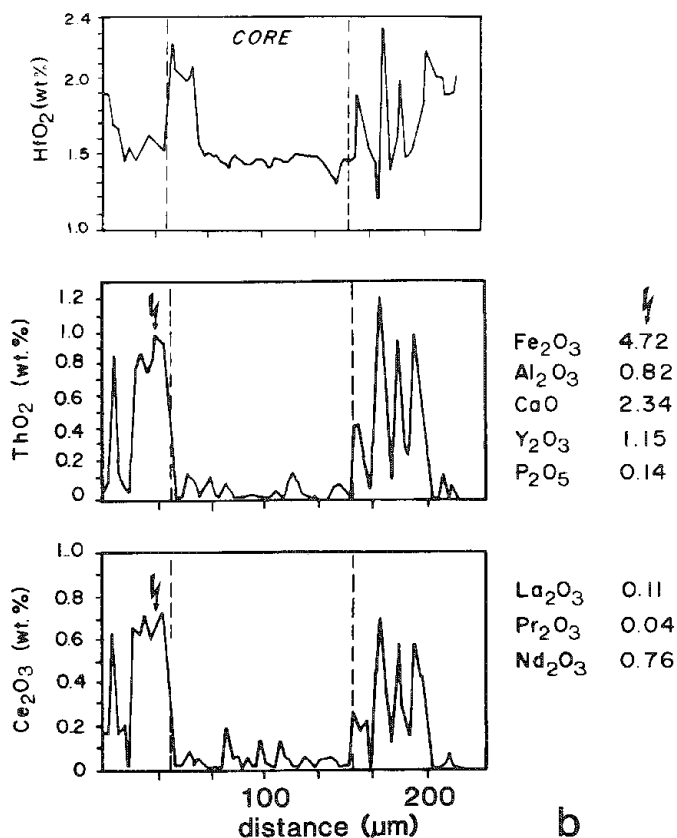 CORE
HfO2 (wt%)
2.4
2.0
1.5
1.0
ThO2 (wt.%)
1.2
1.0
0.8
0.6
0.4
0.2
0
Fe2O3 4.72
Al2O3 0.82
CaO 2.34
Y2O3 1.15
P2O5 0.14
Ce2O3 (wt.%)
1.0
0.8
0.6
0.4
0.2
0
La2O3 0.11
Pr2O3 0.04
Nd2O3 0.76
100 200
distance (µm)
b